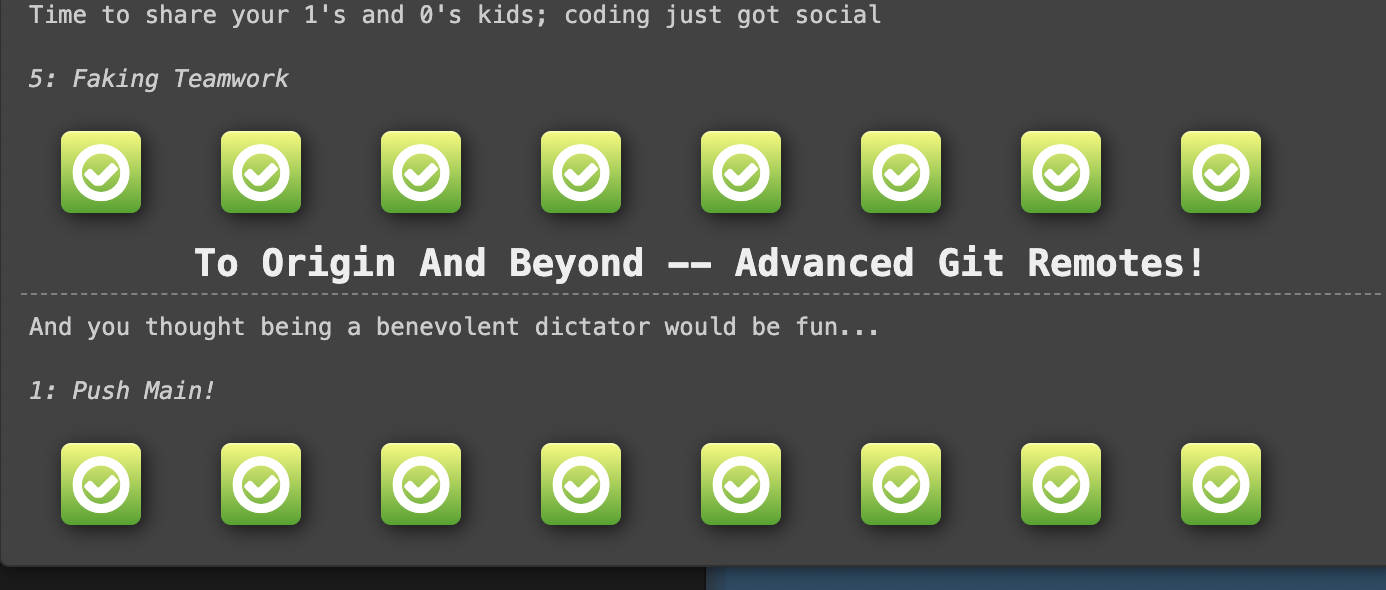 Time to share your 1's and 0's kids; coding just got social
5: Faking Teamwork
To Origin And Beyond -- Advanced Git Remotes!
And you thought being a benevolent dictator would be fun...
1: Push Main!